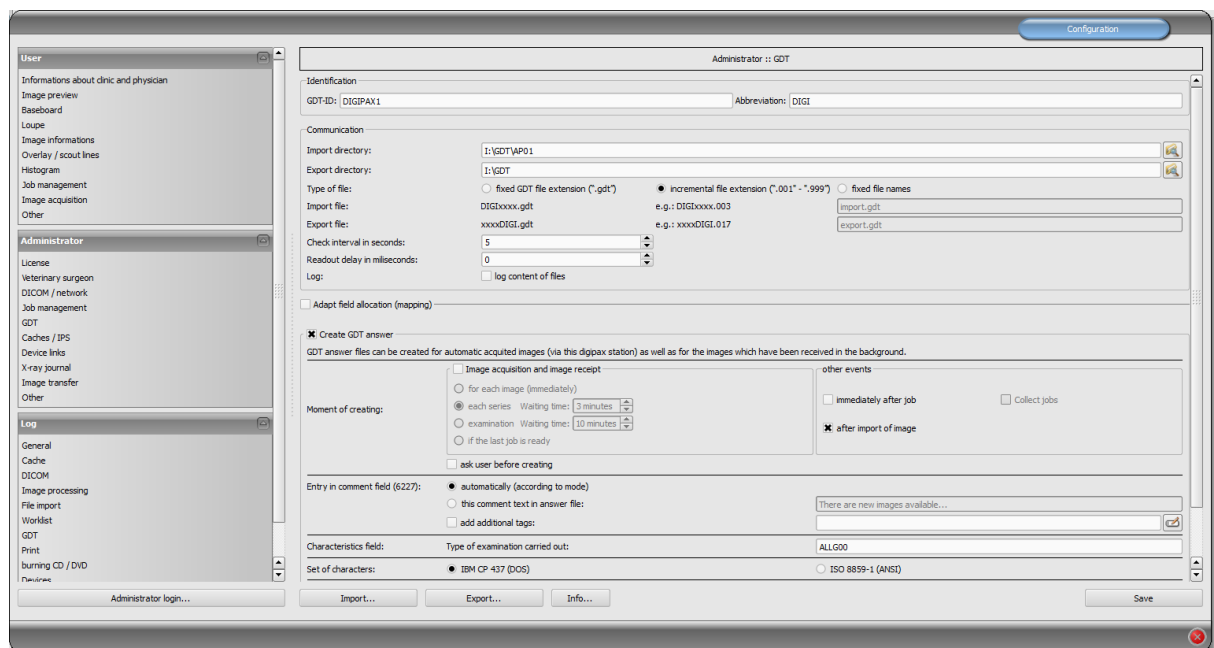 Configuration
User
Informations about clinic and physician
Image preview
Baseboard
Loupe
Image informations
Overlay / scout lines
Histogram
Job management
Image acquisition
Other
Administrator
License
Veterinary surgeon
DICOM / network
Job management
GDT
Caches / IPS
Device links
X-ray journal
Image transfer
Other
Log
General
Cache
DICOM
Image processing
File import
Worklist
GDT
Print
burning CD / DVD
Devices
Administrator login...
Administrator :: GDT
Identification
GDT-ID: DIGIPAX1 Abbreviation: DIGI
Communication
Import directory: I:\GDT\AP01
Export directory: I:\GDT
Type of file: fixed GDT file extension (".gdt") incremental file extension (".001" - ".999") fixed file names
Import file: DIGIxxxx.gdt e.g.: DIGIxxxx.003 import.gdt
Export file: xxxxDIGI.gdt e.g.: xxxxDIGI.017 export.gdt
Check interval in seconds: 5
Readout delay in miliseconds: 0
Log: log content of files
Adapt field allocation (mapping)
Create GDT answer
GDT answer files can be created for automatic acquited images (via this digipax station) as well as for the images which have been received in the background.
Moment of creating:
Image acquisition and image receipt
for each image (immediately)
each series Waiting time: 3 minutes
examination Waiting time: 10 minutes
if the last job is ready
other events
immediately after job Collect jobs
after import of image
ask user before creating
Entry in comment field (6227): automatically (according to mode)
this comment text in answer file: There are new images available...
add additional tags:
Characteristics field: Type of examination carried out: ALLG00
Set of characters: IBM CP 437 (DOS) ISO 8859-1 (ANSI)
Import... Export... Info... Save